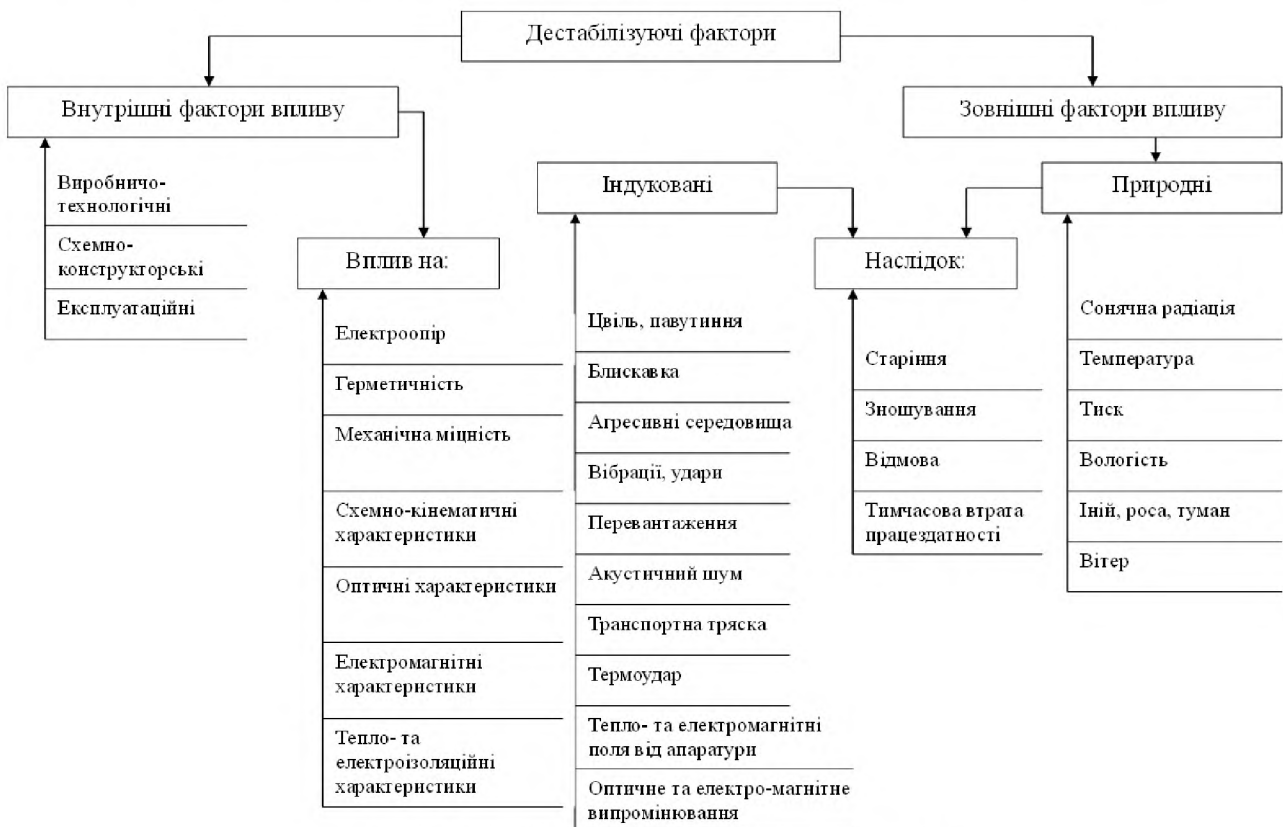 Дестабілізуючі фактори
Внутрішні фактори впливу
Зовнішні фактори впливу
Виробничо-
технологічні
Схемно-
конструкторські
Експлуатаційні
Вплив на:
Електроопір
Герметичність
Механічна міцність
Схемно-кінематичні
характеристики
Оптичні характеристики
Електромагнітні
характеристики
Тепло- та
електроізоляційні
характеристики
Індуковані
Цвіль, павутиння
Блискавка
Агресивні середовища
Вібрації, удари
Перевантаження
Акустичний шум
Транспортна тряска
Термоудар
Тепло- та електромагнітні
поля від апаратури
Оптичне та електро-магнітне
випромінювання
Наслідок:
Старіння
Зношування
Відмова
Тимчасова втрата
працездатності
Природні
Сонячна радіація
Температура
Тиск
Вологість
Іній, роса, туман
Вітер